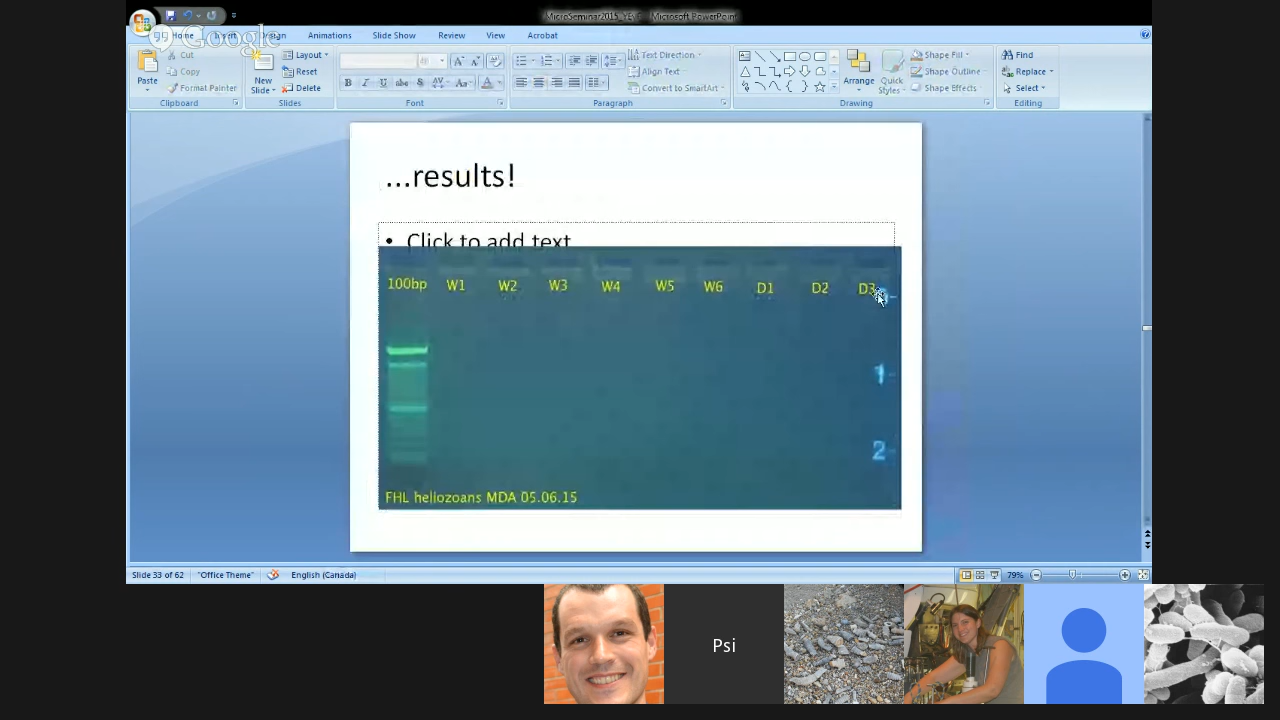 MicroSeminar2015_YE
Microsoft PowerPoint
Google
Home
Insert
Design
Animations
Slide Show
Review
View
Acrobat
Paste
Cut
Copy
Format Painter
Clipboard
New Slide
Layout
Reset
Delete
Slides
Font
Text Direction
Align Text
Convert to SmartArt
Paragraph
Arrange
Quick Styles
Shape Fill
Shape Outline
Shape Effects
Drawing
Find
Replace
Select
Editing
...results!
• Click to add text
100bp W1 W2 W3 W4 W5 W6 D1 D2 D3
1
2
FHL heliozoans MDA 05.06.15
Slide 33 of 62 "Office Theme" English (Canada) 79%
Psi